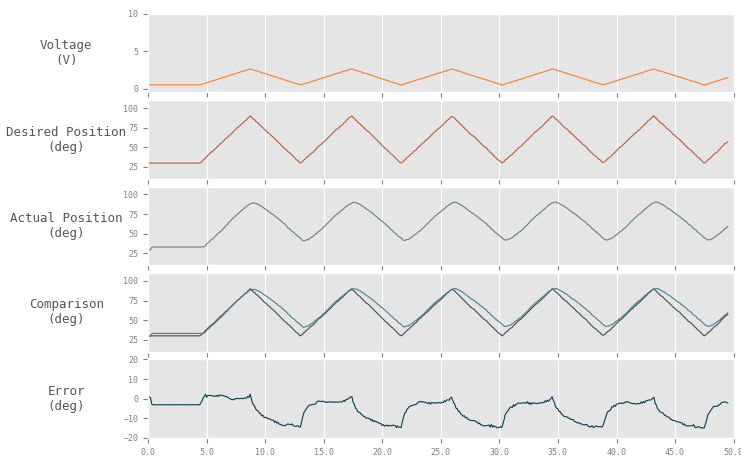 Voltage
(V)
10
5
0
Desired Position
(deg)
100
75
50
25
Actual Position
(deg)
100
75
50
25
Comparison
(deg)
100
75
50
25
Error
(deg)
20
10
0
−10
−20
0.0 5.0 10.0 15.0 20.0 25.0 30.0 35.0 40.0 45.0 50.0